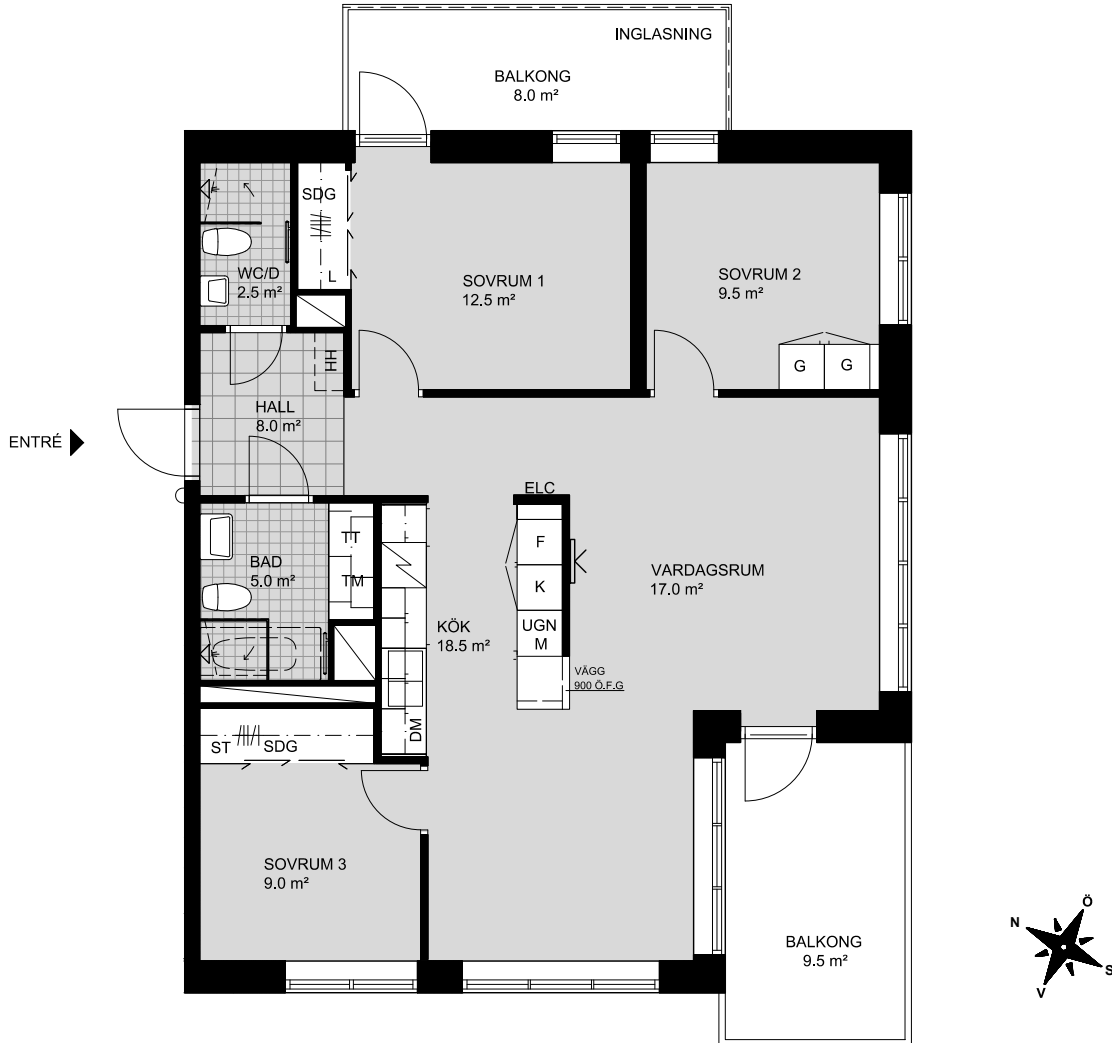 INGLASNING
BALKONG
8.0 m²
SDG
L
WC/D
2.5 m²
SOVRUM 1
12.5 m²
SOVRUM 2
9.5 m²
G G
HH
HALL
8.0 m²
ENTRÉ
ELC
F
K
UGN
M
TT
TM
BAD
5.0 m²
KÖK
18.5 m²
VARDAGSRUM
17.0 m²
VÄGG
900 Ö.F.G
DM
ST SDG
SOVRUM 3
9.0 m²
BALKONG
9.5 m²
N
Ö
S
V